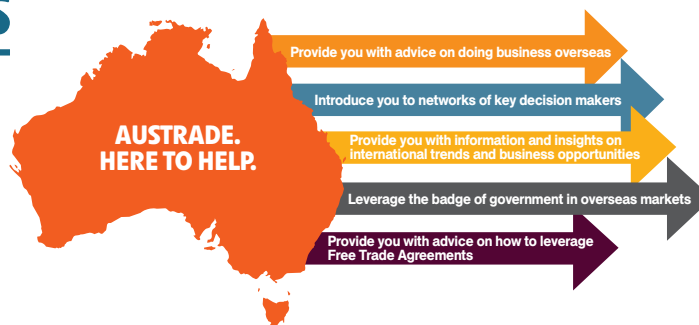 AUSTRADE.
HERE TO HELP.
Provide you with advice on doing business overseas
Introduce you to networks of key decision makers
Provide you with information and insights on
international trends and business opportunities
Leverage the badge of government in overseas markets
Provide you with advice on how to leverage
Free Trade Agreements